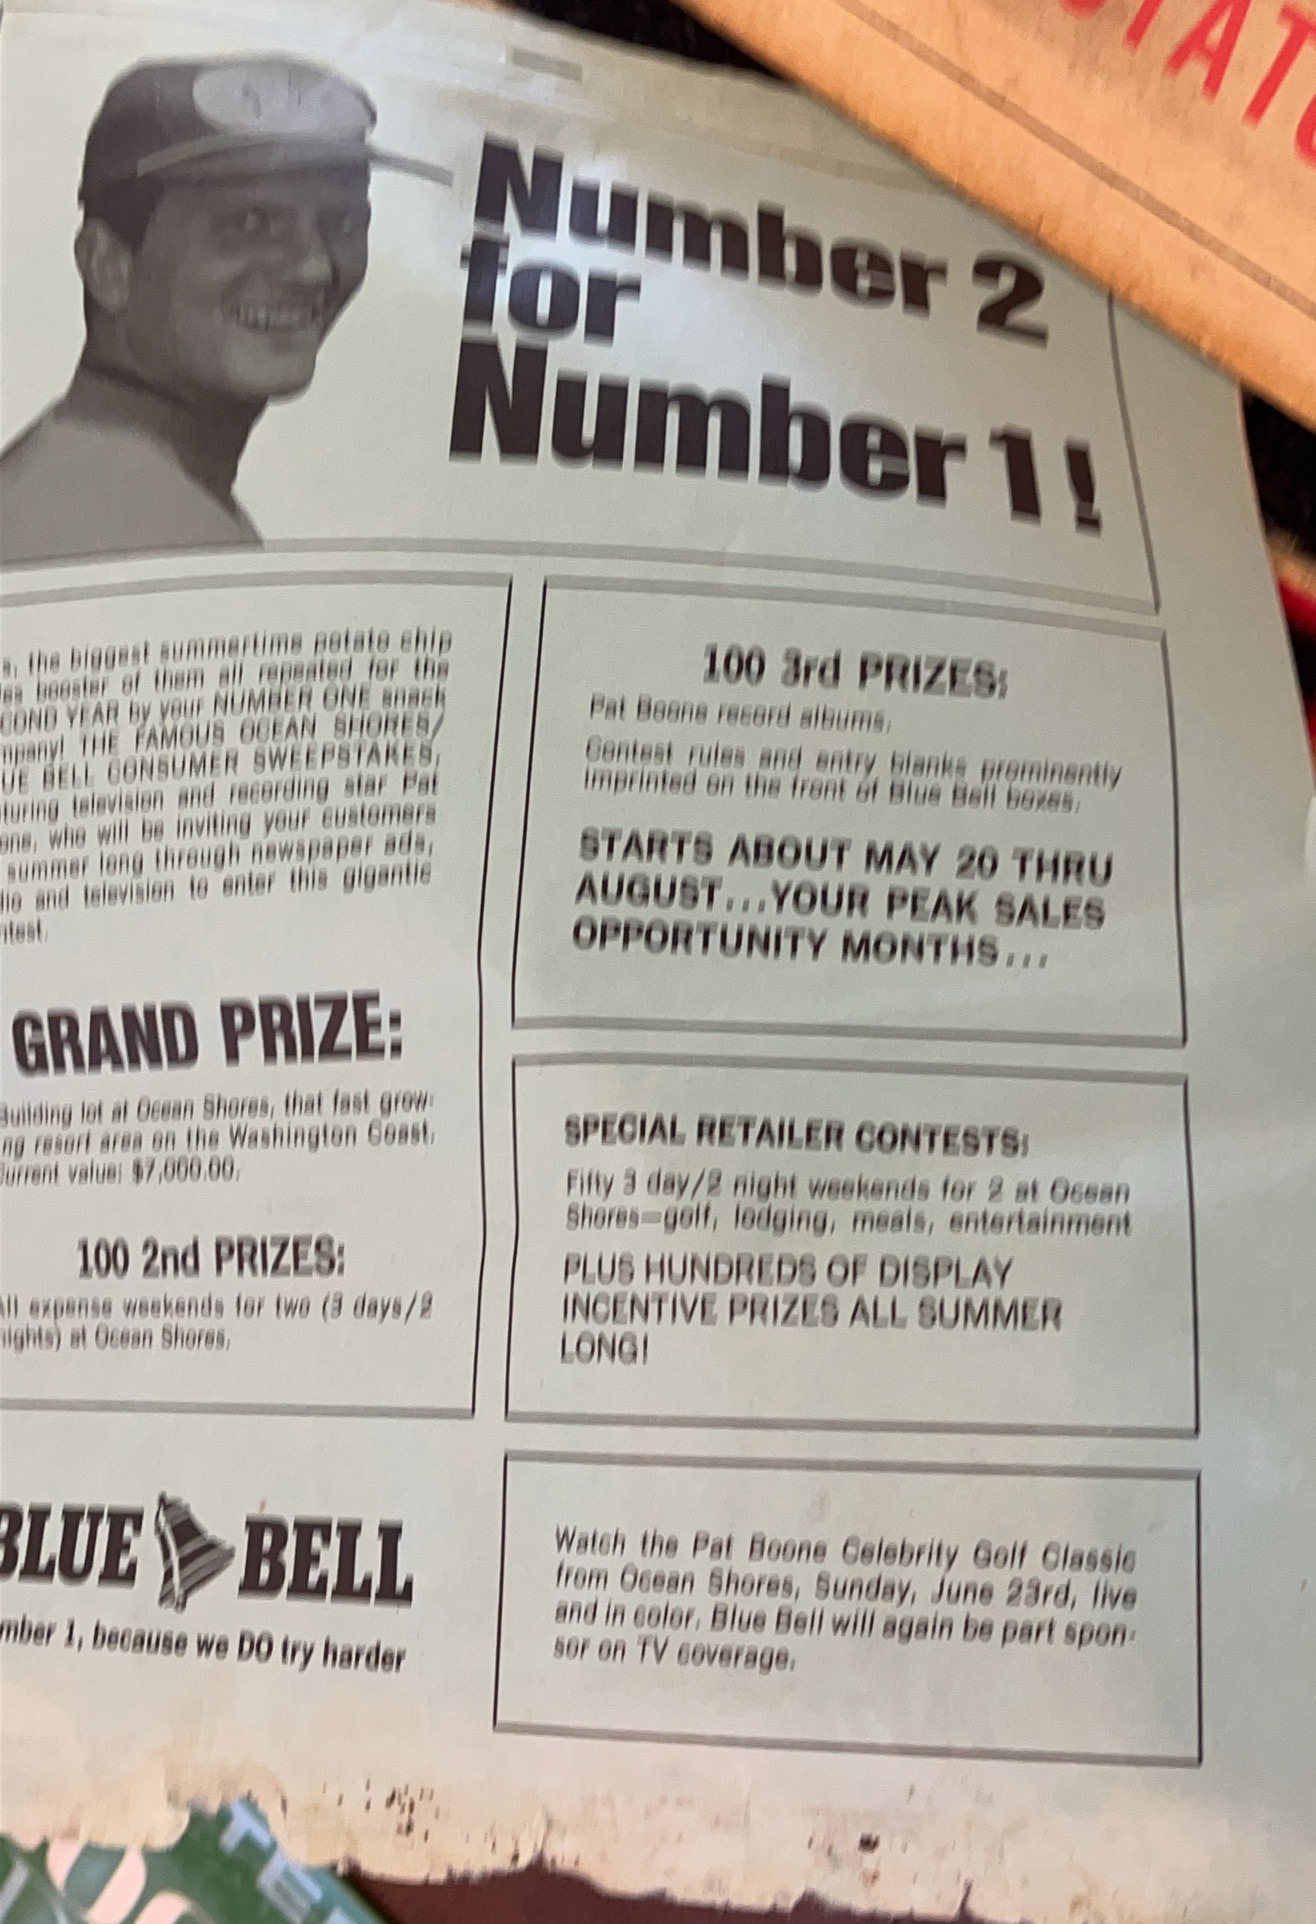 STAT
Number 2
for
Number 1!
s, the biggest summertime potato chip
les booster of them all repeated for the
COND YEAR by your NUMBER ONE snack
mpany! THE FAMOUS OCEAN SHORES/
UE BELL CONSUMER SWEEPSTAKES,
turing television and recording star Pat
one, who will be inviting your customers
summer long through newspaper ads,
dio and television to enter this gigantic
ntest.
GRAND PRIZE:
Building lot at Ocean Shores, that fast grow-
ng resort area on the Washington Coast.
Current value: $7,000.00.
100 2nd PRIZES:
All expense weekends for two (3 days/2
nights) at Ocean Shores.
BLUE BELL
mber 1, because we DO try harder
100 3rd PRIZES:
Pat Boone record albums.
Contest rules and entry blanks prominently
imprinted on the front of Blue Bell boxes.
STARTS ABOUT MAY 20 THRU
AUGUST...YOUR PEAK SALES
OPPORTUNITY MONTHS...
SPECIAL RETAILER CONTESTS:
Fifty 3 day/2 night weekends for 2 at Ocean
Shores—golf, lodging, meals, entertainment
PLUS HUNDREDS OF DISPLAY
INCENTIVE PRIZES ALL SUMMER
LONG!
Watch the Pat Boone Celebrity Golf Classic
from Ocean Shores, Sunday, June 23rd, live
and in color. Blue Bell will again be part spon-
sor on TV coverage.